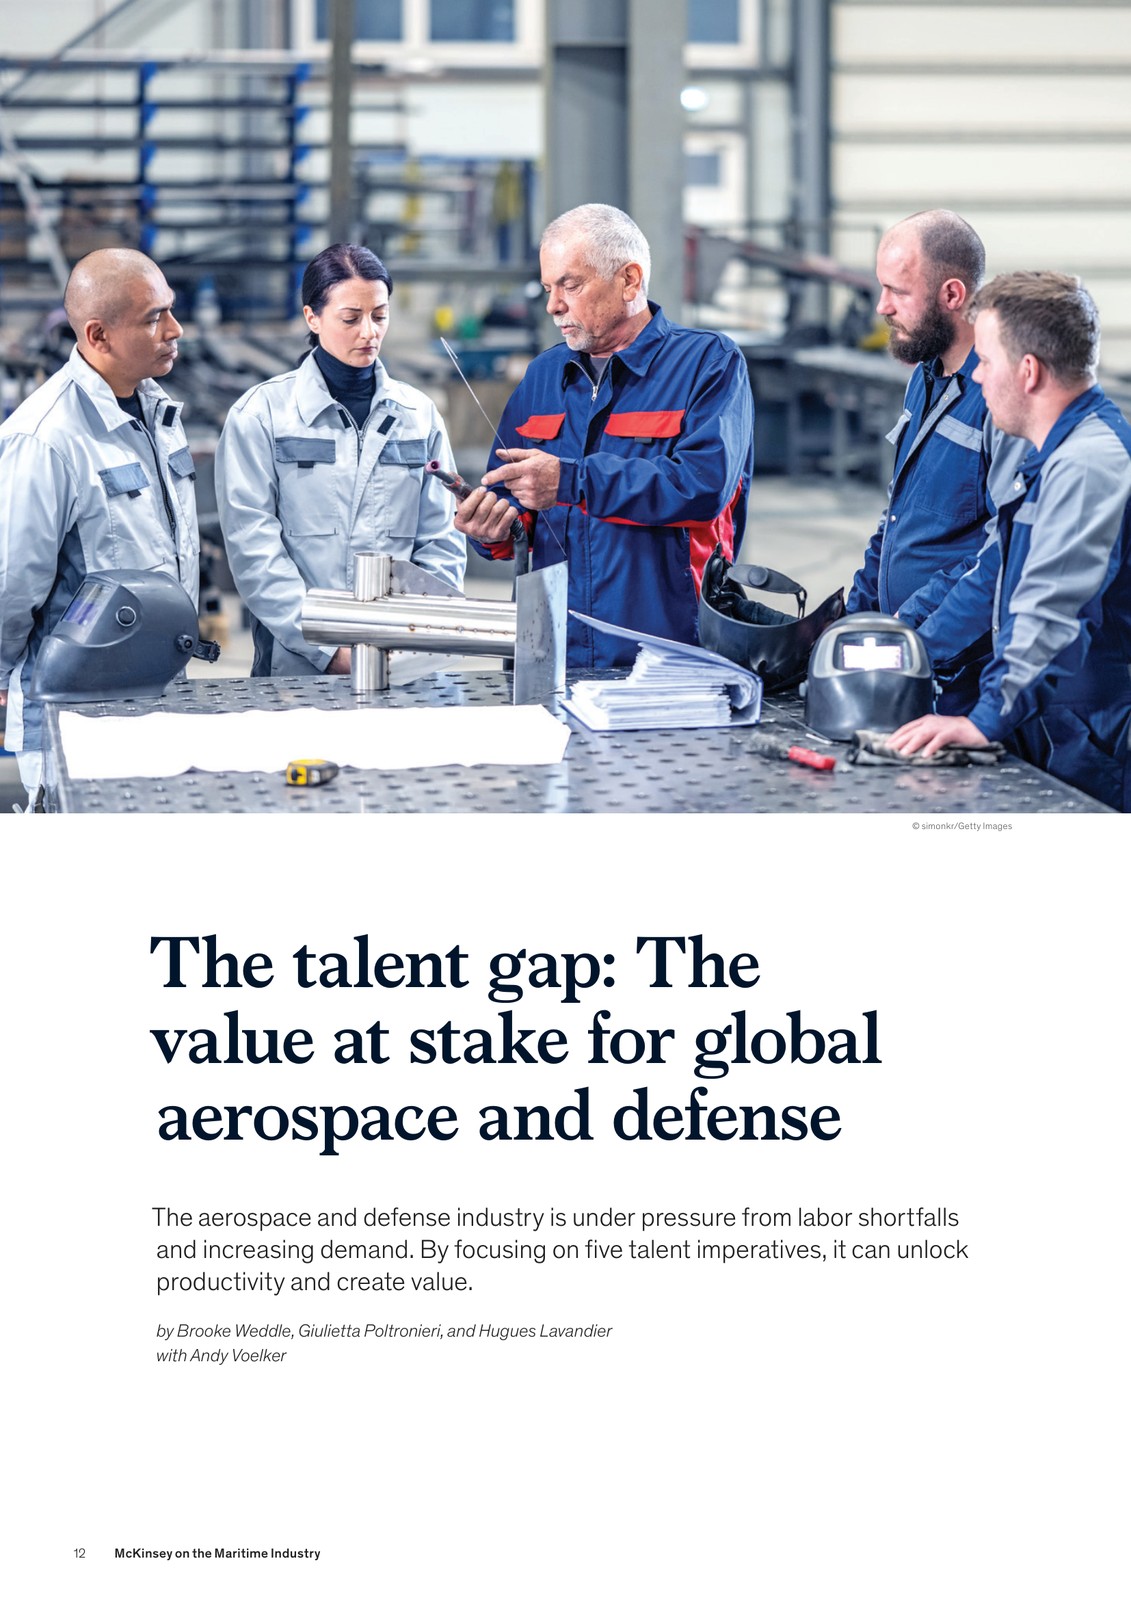 © simonkr/Getty Images
The talent gap: The
value at stake for global
aerospace and defense
The aerospace and defense industry is under pressure from labor shortfalls
and increasing demand. By focusing on five talent imperatives, it can unlock
productivity and create value.
by Brooke Weddle, Giulietta Poltronieri, and Hugues Lavandier
with Andy Voelker
12 McKinsey on the Maritime Industry